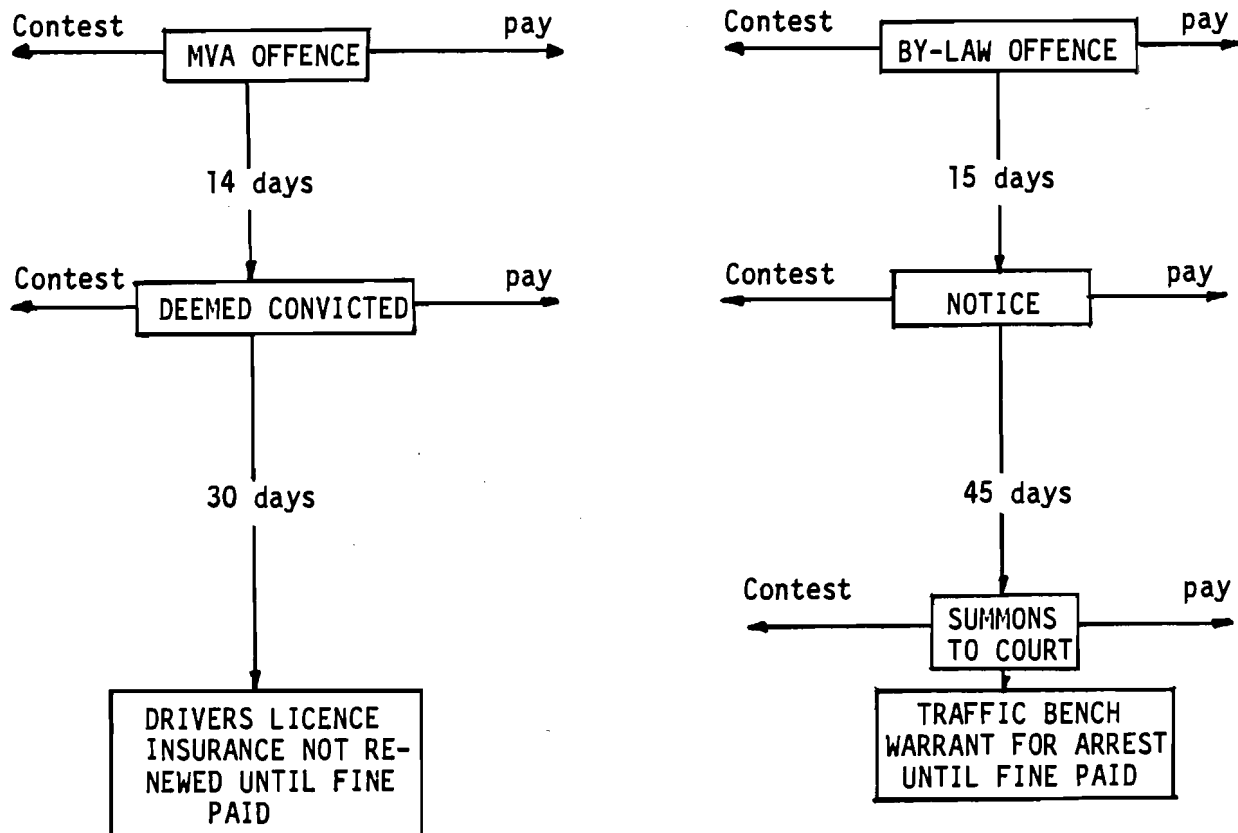 Contest
pay
MVA OFFENCE
14 days
Contest
pay
DEEMED CONVICTED
30 days
DRIVERS LICENCE
INSURANCE NOT RE-
NEWED UNTIL FINE
PAID
Contest
pay
BY-LAW OFFENCE
15 days
Contest
pay
NOTICE
45 days
Contest
pay
SUMMONS
TO COURT
TRAFFIC BENCH
WARRANT FOR ARREST
UNTIL FINE PAID